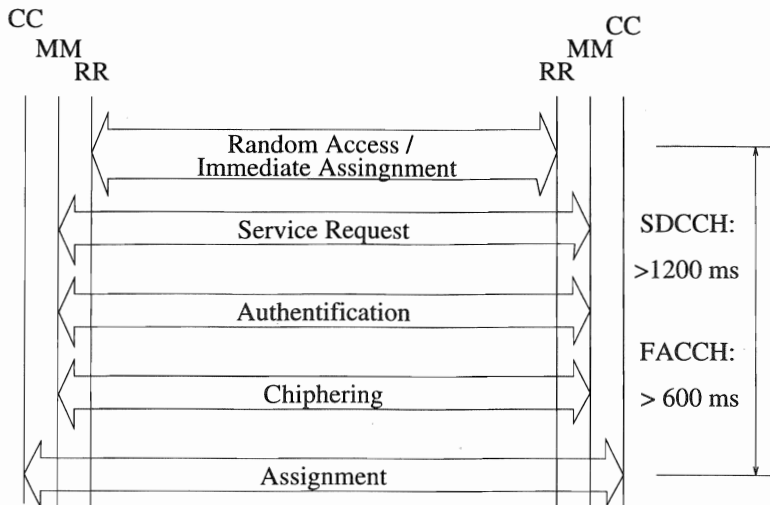 CC
MM
RR
CC
MM
RR
Random Access /
Immediate Assingnment
Service Request
SDCCH:
>1200 ms
Authentification
FACCH:
Chiphering
> 600 ms
Assignment